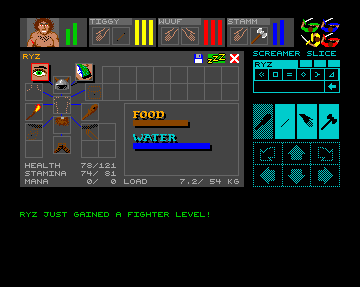 TIGGY WUUF STAMM
RYZ
ZZZ
SCREAMER SLICE
RYZ
FOOD
WATER
HEALTH 78/121
STAMINA 74/ 81
MANA 0/ 0 LOAD 7.2/ 54 KG
RYZ JUST GAINED A FIGHTER LEVEL!